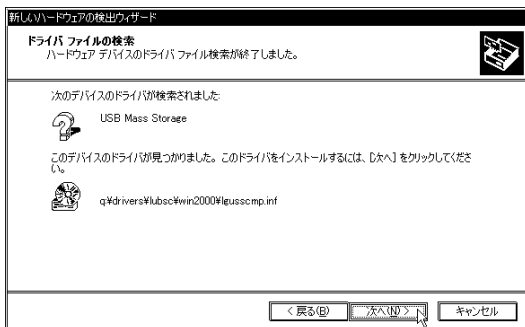 新しいハードウェアの検出ウィザード
ドライバ ファイルの検索
ハードウェア デバイスのドライバ ファイル検索が終了しました。
次のデバイスのドライバが検索されました:
USB Mass Storage
このデバイスのドライバが見つかりました。このドライバをインストールするには、[次へ] をクリックしてくださ
い。
q:¥drivers¥lubsc¥win2000¥lgusscmp.inf
< 戻る(B)
次へ(N) >
キャンセル